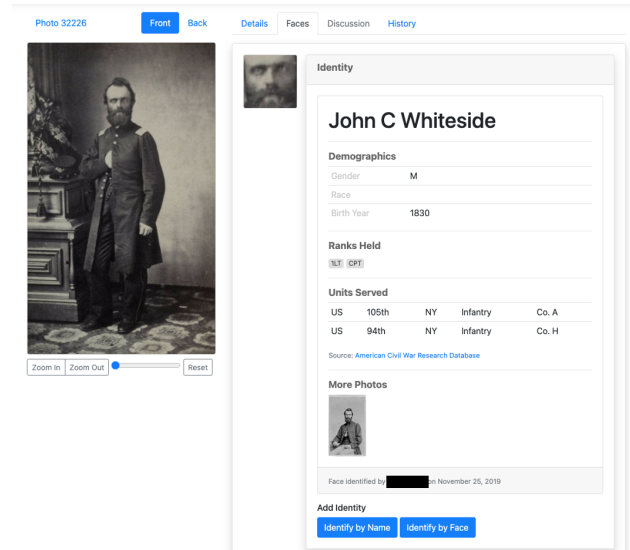 Photo 32226 Front Back Details Faces Discussion History
Identity
John C Whiteside
Demographics
Gender M
Race
Birth Year 1830
Ranks Held
1LT CPT
Units Served
US 105th NY Infantry Co. A
US 94th NY Infantry Co. H
Source: American Civil War Research Database
Zoom In Zoom Out Reset
More Photos
Face identified by on November 25, 2019
Add Identity
Identify by Name Identify by Face